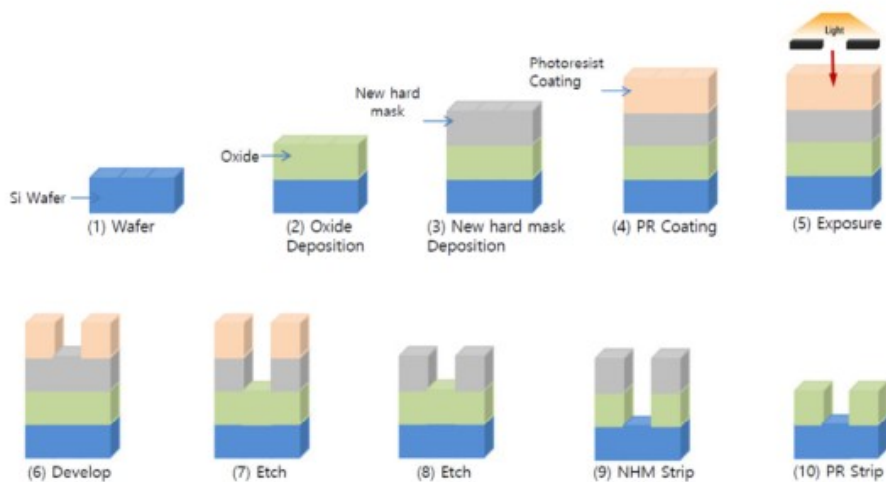 Light
Photoresist
Coating
New hard
mask
Oxide
Si Wafer
(1) Wafer
(2) Oxide
Deposition
(3) New hard mask
Deposition
(4) PR Coating
(5) Exposure
(6) Develop
(7) Etch
(8) Etch
(9) NHM Strip
(10) PR Strip